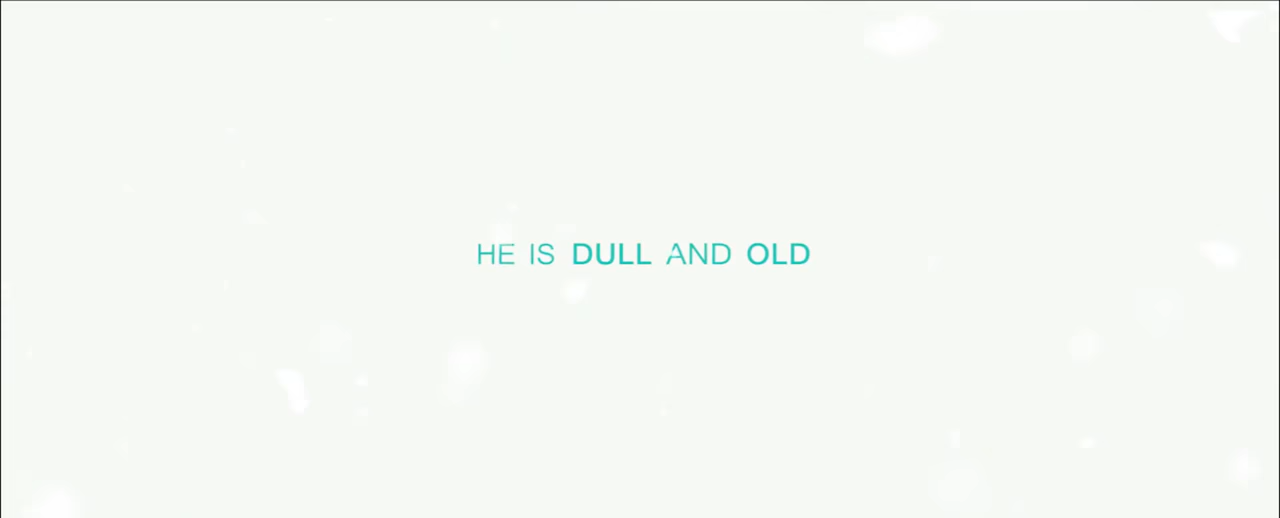 HE IS DULL AND OLD